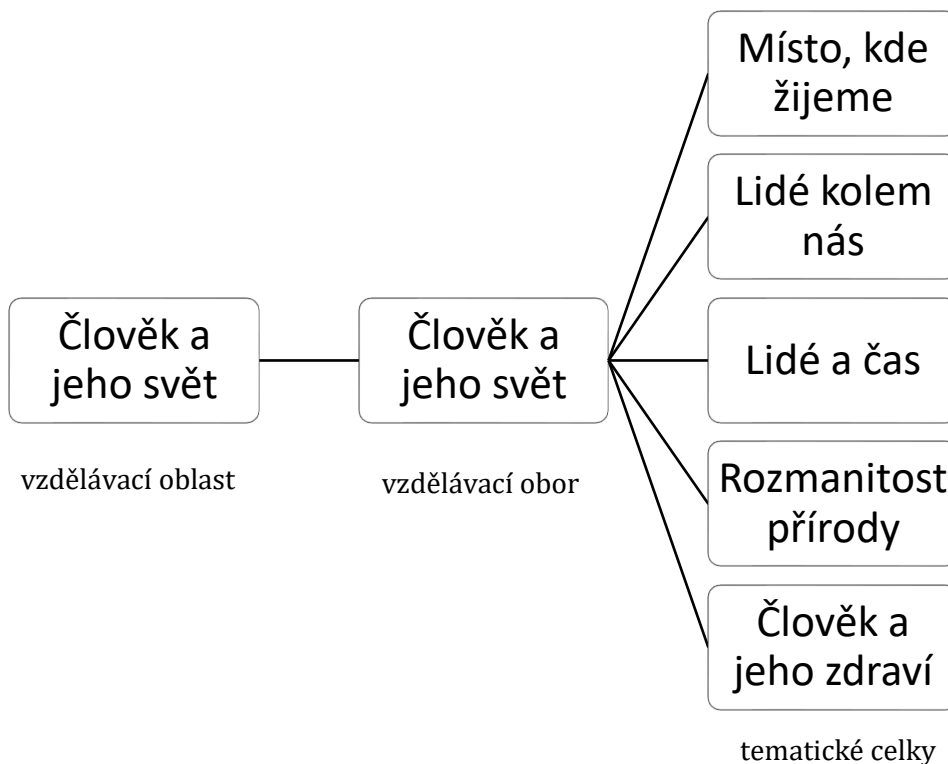 Člověk a
jeho svět
vzdělávací oblast
Člověk a
jeho svět
vzdělávací obor
Místo, kde
žijeme
Lidé kolem
nás
Lidé a čas
Rozmanitost
přírody
Člověk a
jeho zdraví
tematické celky